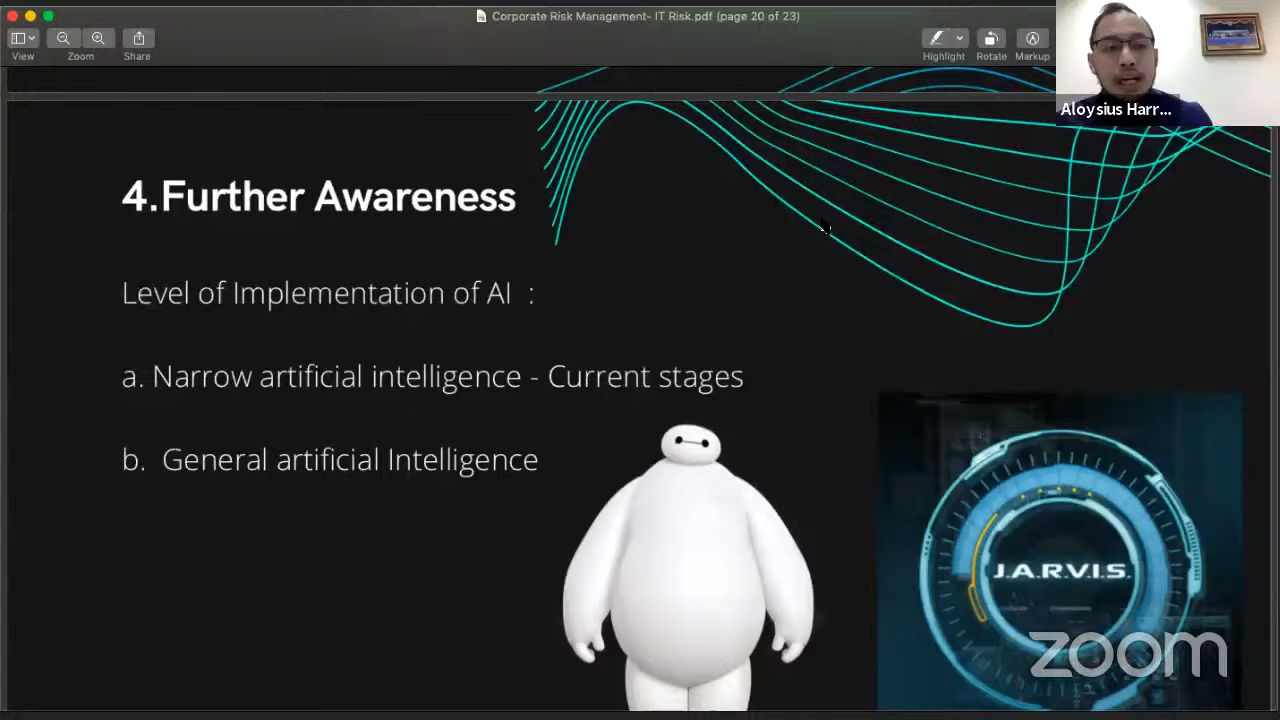 Corporate Risk Management- IT Risk.pdf (page 20 of 23)
View
Zoom
Share
Highlight
Rotate
Markup
Aloysius Harr...
4.Further Awareness
Level of Implementation of AI :
a. Narrow artificial intelligence - Current stages
b. General artificial Intelligence
J.A.R.V.I.S.
zoom